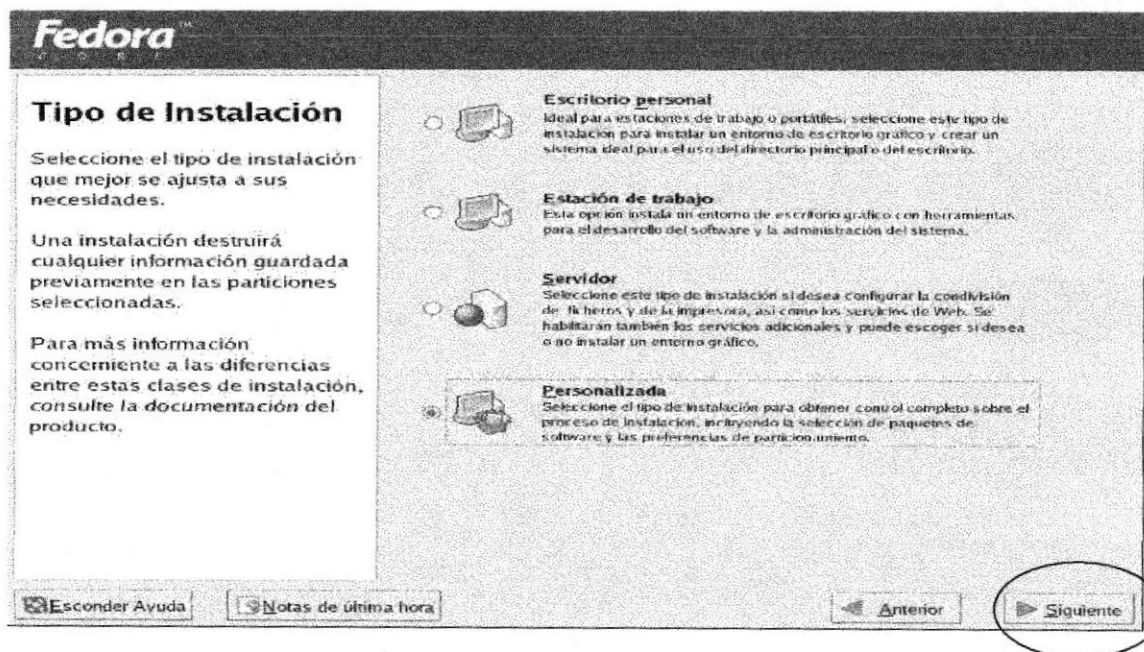 Fedora
CORE
Tipo de Instalación
Seleccione el tipo de instalación
que mejor se ajusta a sus
necesidades.
Una instalación destruirá
cualquier información guardada
previamente en las particiones
seleccionadas.
Para más información
concerniente a las diferencias
entre estas clases de instalación,
consulte la documentación del
producto.
Escritorio personal
Ideal para estaciones de trabajo o portátiles, seleccione este tipo de
instalación para instalar un entorno de escritorio gráfico y crear un
sistema ideal para el uso del directorio principal o del escritorio.
Estación de trabajo
Esta opción instala un entorno de escritorio gráfico con herramientas
para el desarrollo del software y la administración del sistema.
Servidor
Seleccione este tipo de instalación si desea configurar la condivisión
de ficheros y de la impresora, así como los servicios de Web. Se
habilitarán también los servicios adicionales y puede escoger si desea
o no instalar un entorno gráfico.
Personalizada
Seleccione el tipo de instalación para obtener control completo sobre el
proceso de instalación, incluyendo la selección de paquetes de
software y las preferencias de particionamiento.
Esconder Ayuda
Notas de última hora
Anterior
Siguiente